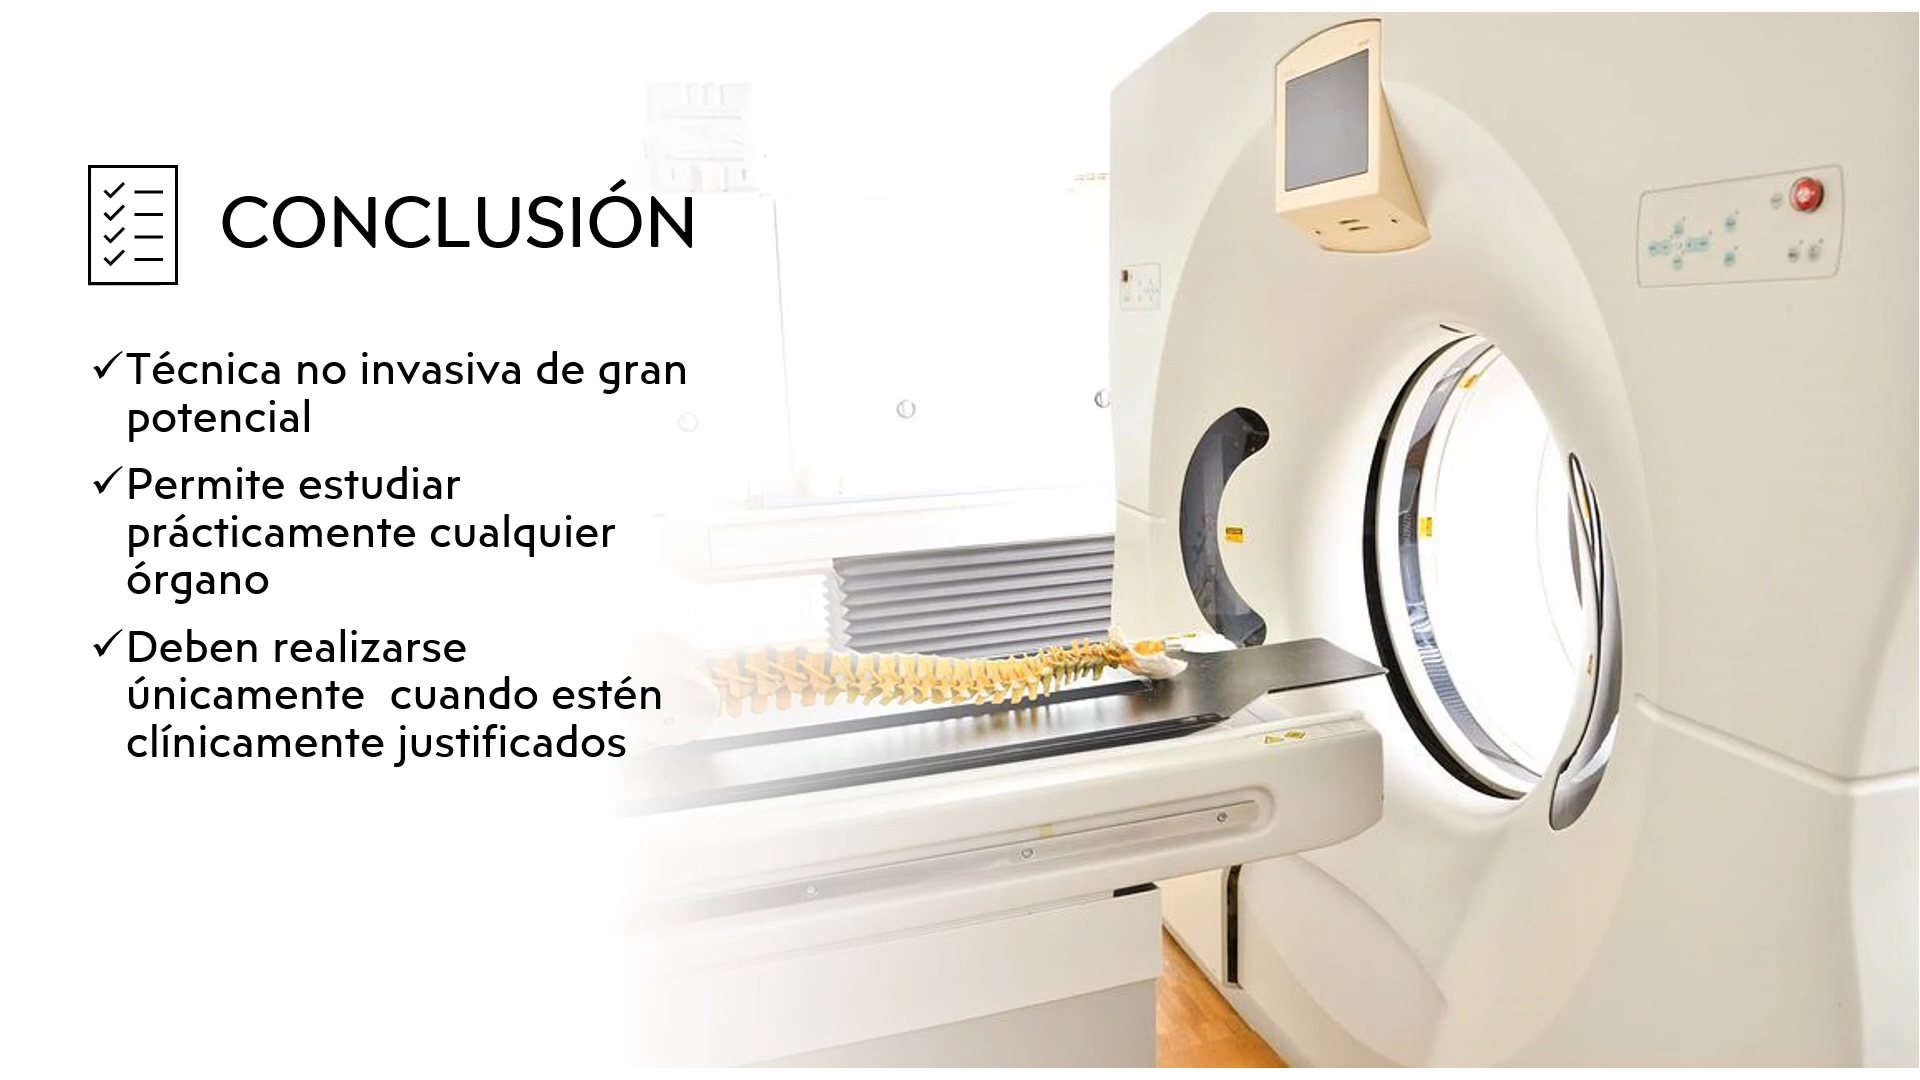 CONCLUSIÓN
✓Técnica no invasiva de gran
potencial
✓Permite estudiar
prácticamente cualquier
órgano
✓Deben realizarse
únicamente  cuando estén
clínicamente justificados